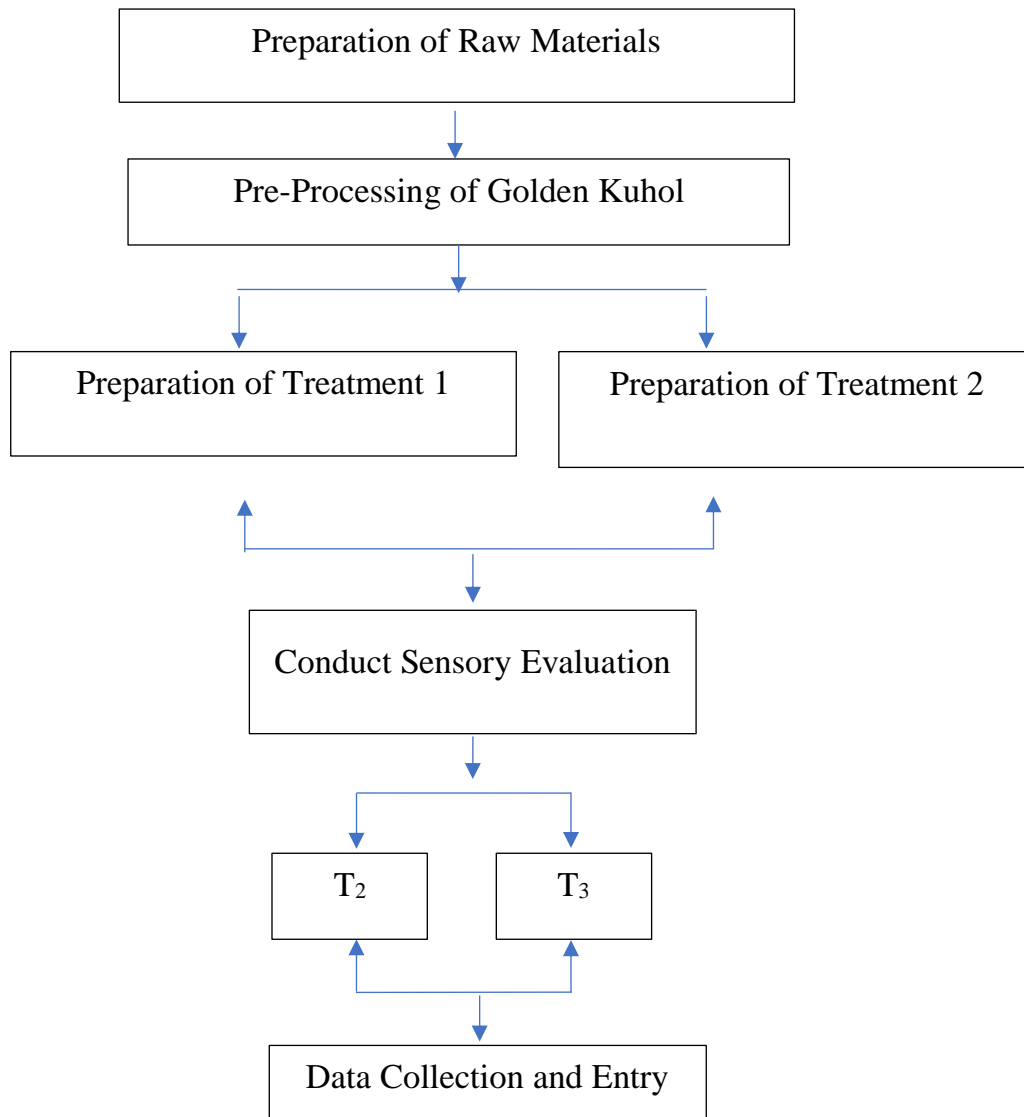 Preparation of Raw Materials
Pre-Processing of Golden Kuhol
Preparation of Treatment 1
Preparation of Treatment 2
Conduct Sensory Evaluation
T₂
T₃
Data Collection and Entry